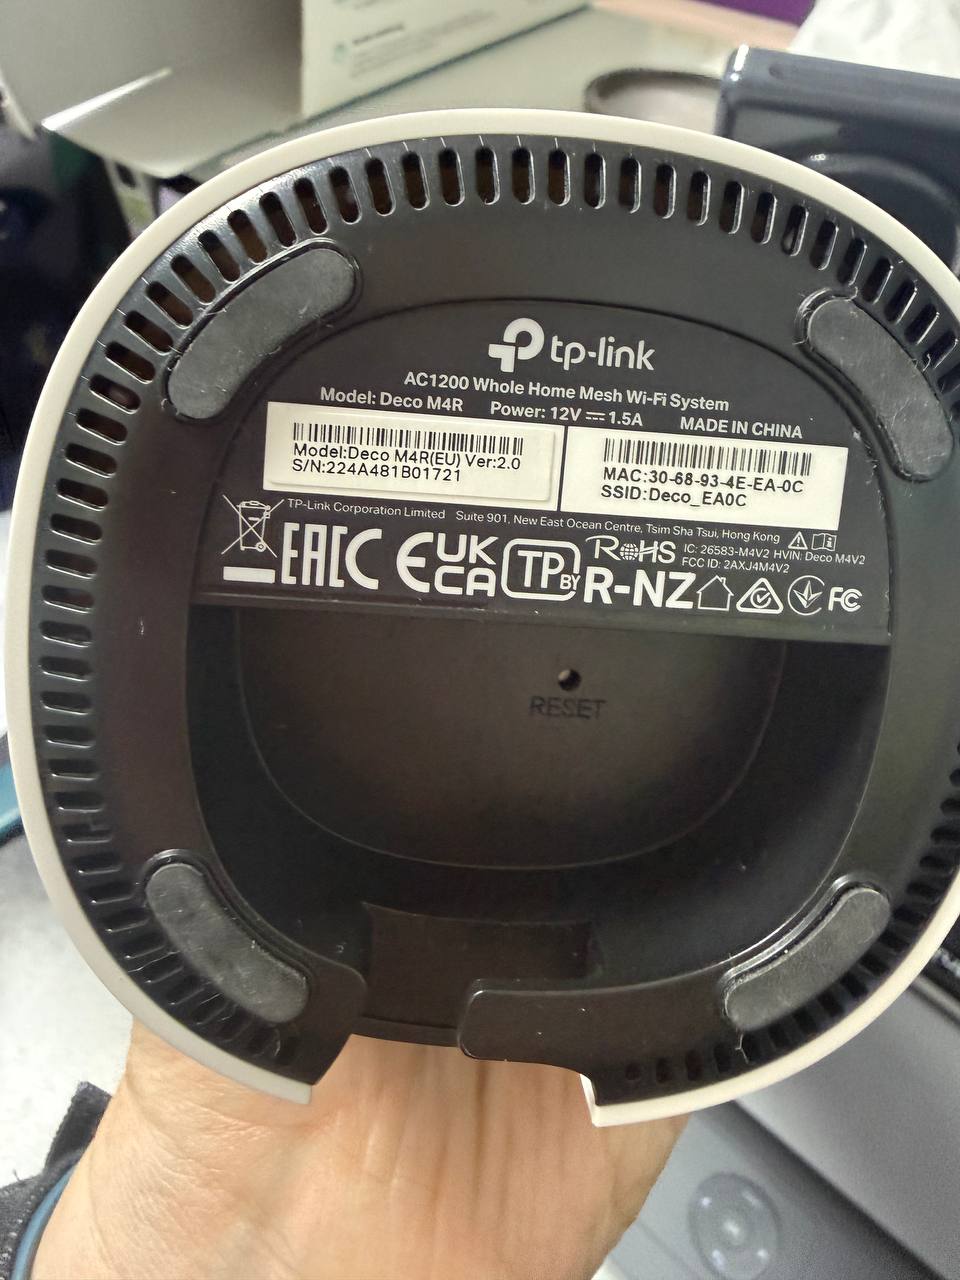 tp-link
AC1200 Whole Home Mesh Wi-Fi System
Model: Deco M4R Power: 12V⎓1.5A MADE IN CHINA
Model:Deco M4R(EU) Ver:2.0
S/N:224A481B01721
MAC:30-68-93-4E-EA-0C
SSID:Deco_EA0C
TP-Link Corporation Limited Suite 901, New East Ocean Centre, Tsim Sha Tsui, Hong Kong
EAC CE UK CA TP BY RoHS R-NZ FC
IC: 26583-M4V2 HVIN: Deco M4V2
FCC ID: 2AXJ4M4V2
RESET